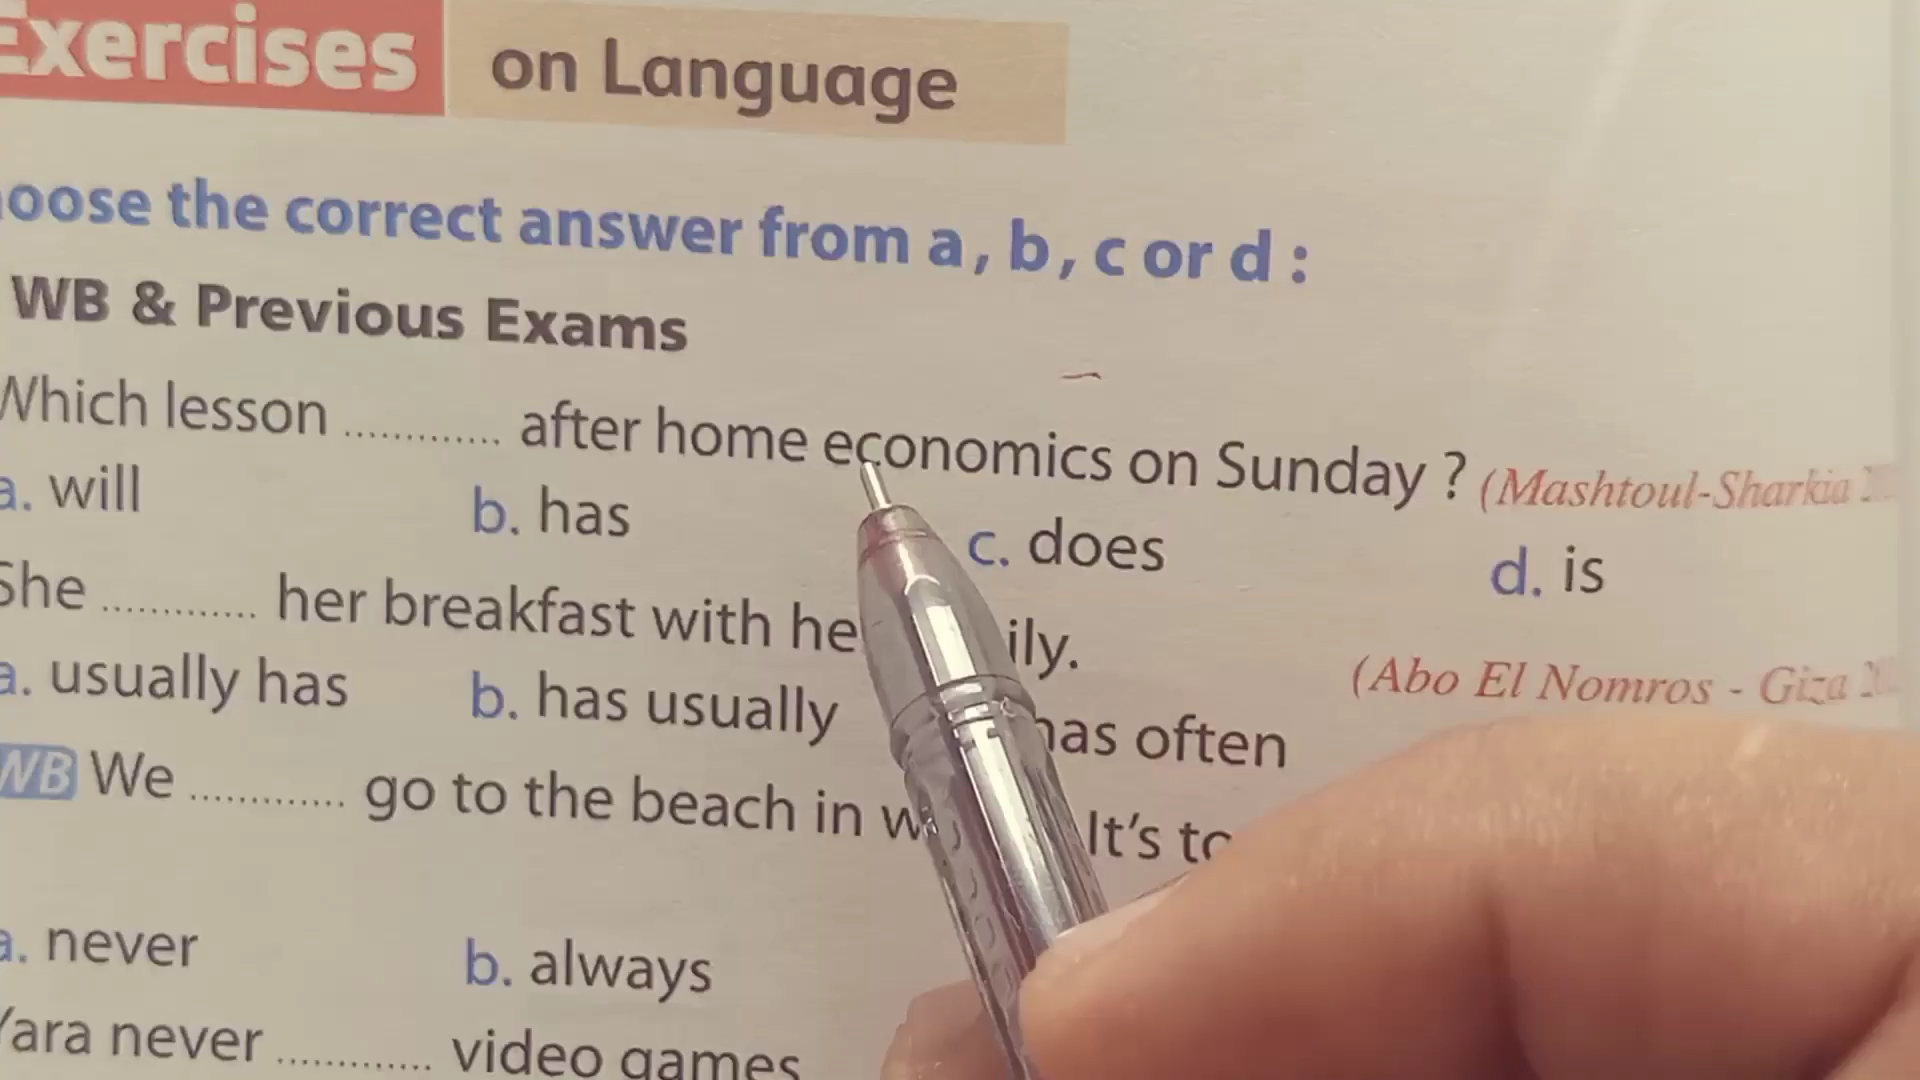 Exercises on Language
oose the correct answer from a, b, c or d :
WB & Previous Exams
Which lesson ............. after home economics on Sunday ? (Mashtoul-Sharkia
a. will b. has c. does d. is
She ............. her breakfast with he ily.
(Abo El Nomros - Giza
a. usually has b. has usually has often
WB We ............. go to the beach in w It's to
a. never b. always
Yara never ............. video games